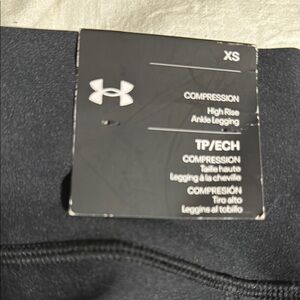 XS
COMPRESSION
High Rise
Ankle Legging
TP/ECH
COMPRESSION
Taille haute
Legging à la cheville
COMPRESIÓN
Tiro alto
Leggins al tobillo